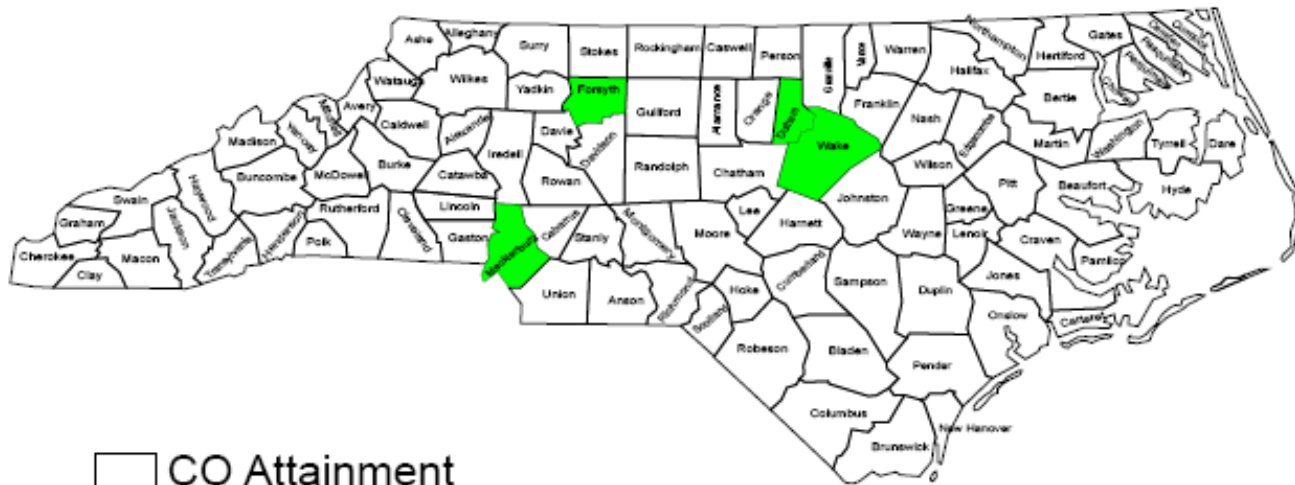 Ashe
Alleghany
Surry
Stokes
Rockingham
Caswell
Person
Granville
Vance
Warren
Northampton
Gates
Hertford
Halifax
Bertie
Watauga
Wilkes
Yadkin
Forsyth
Guilford
Alamance
Orange
Durham
Franklin
Nash
Edgecombe
Martin
Washington
Tyrrell
Dare
Mitchell
Avery
Yancey
Madison
Caldwell
Alexander
Iredell
Davie
Davidson
Randolph
Chatham
Wake
Wilson
Pitt
Beaufort
Hyde
Haywood
Buncombe
McDowell
Burke
Catawba
Rowan
Johnston
Greene
Swain
Graham
Cherokee
Clay
Macon
Jackson
Transylvania
Henderson
Rutherford
Polk
Cleveland
Lincoln
Gaston
Mecklenburg
Cabarrus
Stanly
Montgomery
Moore
Lee
Harnett
Wayne
Lenoir
Craven
Pamlico
Jones
Carteret
Onslow
Union
Anson
Richmond
Scotland
Hoke
Cumberland
Sampson
Duplin
Robeson
Bladen
Pender
Columbus
Brunswick
New Hanover
CO Attainment